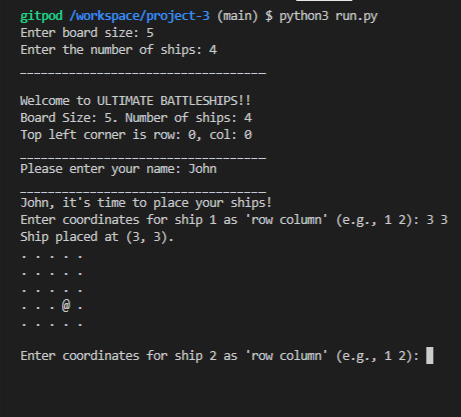 gitpod /workspace/project-3 (main) $ python3 run.py
Enter board size: 5
Enter the number of ships: 4
___________________________________
Welcome to ULTIMATE BATTLESHIPS!!
Board Size: 5. Number of ships: 4
Top left corner is row: 0, col: 0
___________________________________
Please enter your name: John
___________________________________
John, it's time to place your ships!
Enter coordinates for ship 1 as 'row column' (e.g., 1 2): 3 3
Ship placed at (3, 3).
. . . . .
. . . . .
. . . . .
. . . @ .
. . . . .
Enter coordinates for ship 2 as 'row column' (e.g., 1 2):